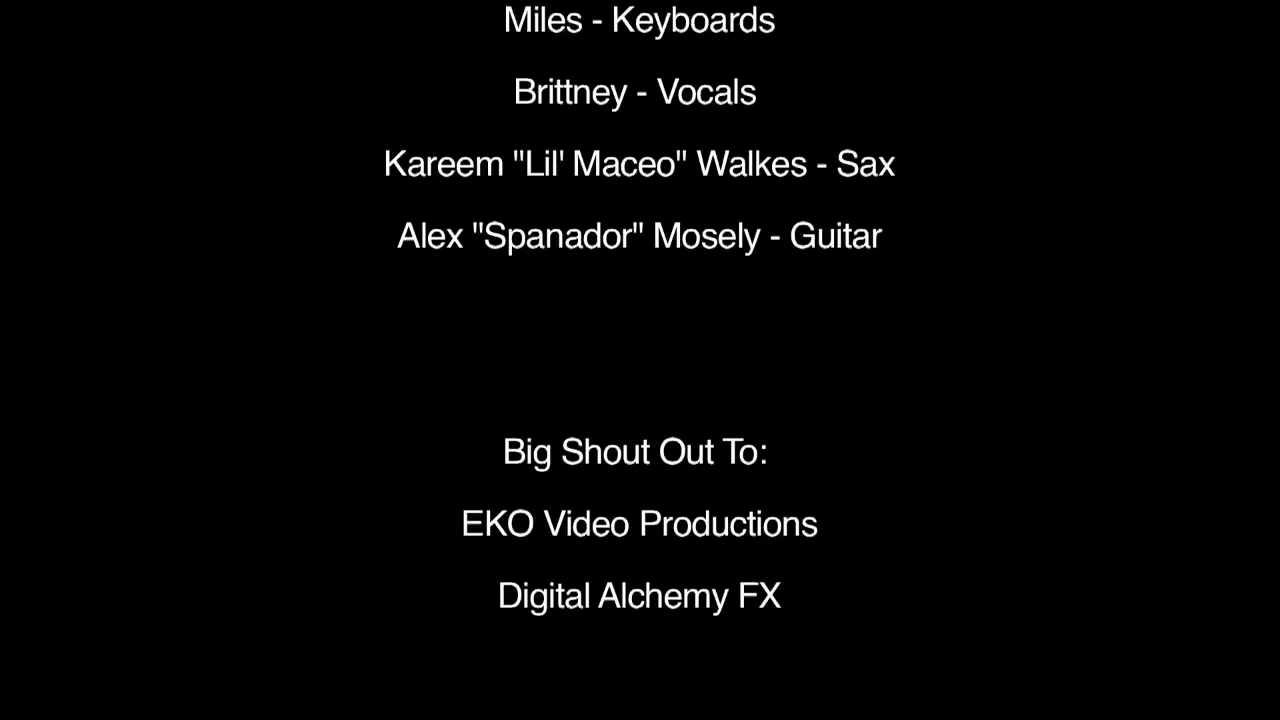 Miles - Keyboards
Brittney - Vocals
Kareem "Lil' Maceo" Walkes - Sax
Alex "Spanador" Mosely - Guitar
Big Shout Out To:
EKO Video Productions
Digital Alchemy FX